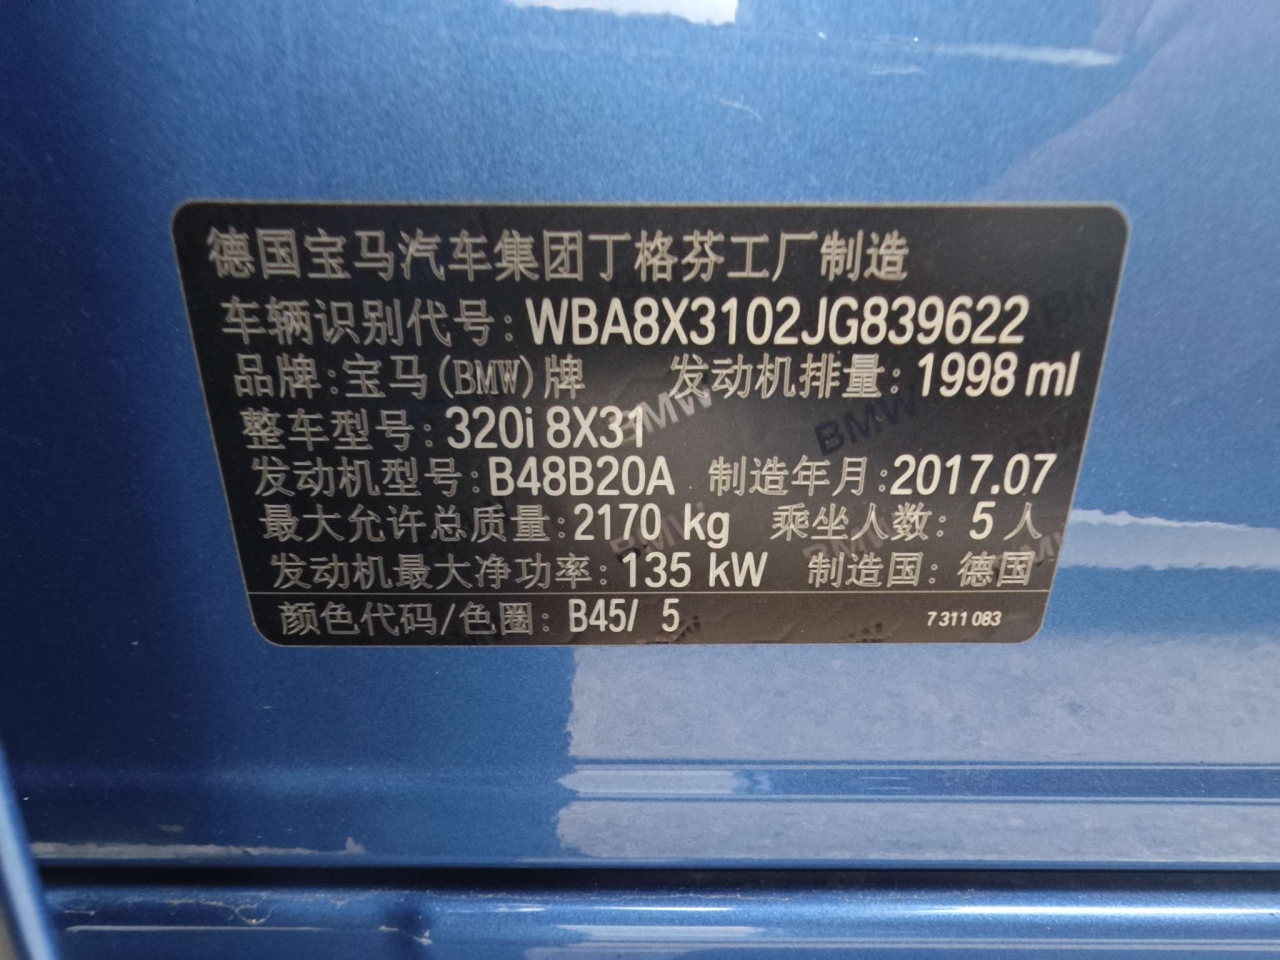 德国宝马汽车集团丁格芬工厂制造
车辆识别代号: WBA8X3102JG839622
品牌:宝马(BMW)牌 发动机排量: 1998 ml
整车型号: 320i 8X31
发动机型号: B48B20A 制造年月:2017.07
最大允许总质量:2170 kg 乘坐人数: 5 人
发动机最大净功率: 135 kW 制造国: 德国
颜色代码/色圈: B45/ 5 7 311 083